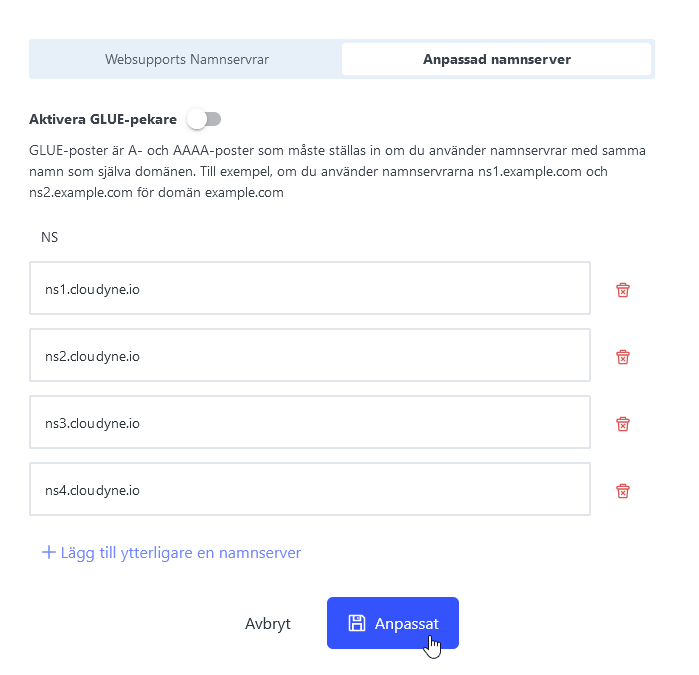 Websupports Namnservrar
Anpassad namnserver
Aktivera GLUE-pekare
GLUE-poster är A- och AAAA-poster som måste ställas in om du använder namnservrar med samma
namn som själva domänen. Till exempel, om du använder namnservrarna ns1.example.com och
ns2.example.com för domän example.com
NS
ns1.cloudyne.io
ns2.cloudyne.io
ns3.cloudyne.io
ns4.cloudyne.io
Lägg till ytterligare en namnserver
Avbryt
Anpassat